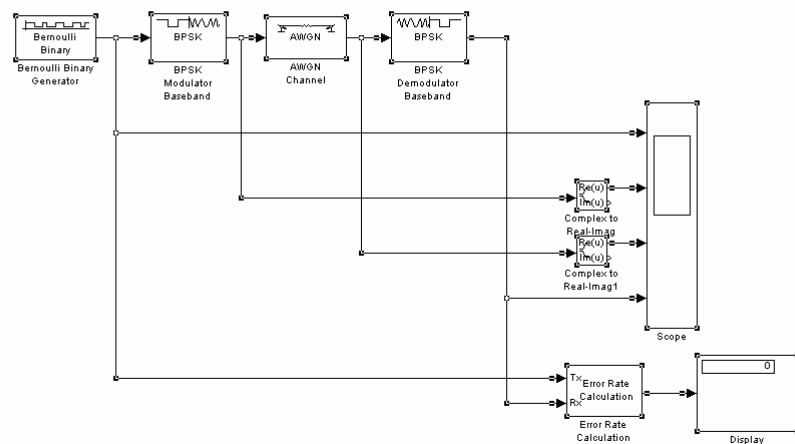 Bernoulli
Binary
Bernoulli Binary
Generator
BPSK
BPSK
Modulator
Baseband
AWGN
AWGN
Channel
BPSK
BPSK
Demodulator
Baseband
Re(u)
Im(u)
Complex to
Real-Imag
Re(u)
Im(u)
Complex to
Real-Imag1
Scope
Tx
Rx
Error Rate
Calculation
Error Rate
Calculation
0
Display